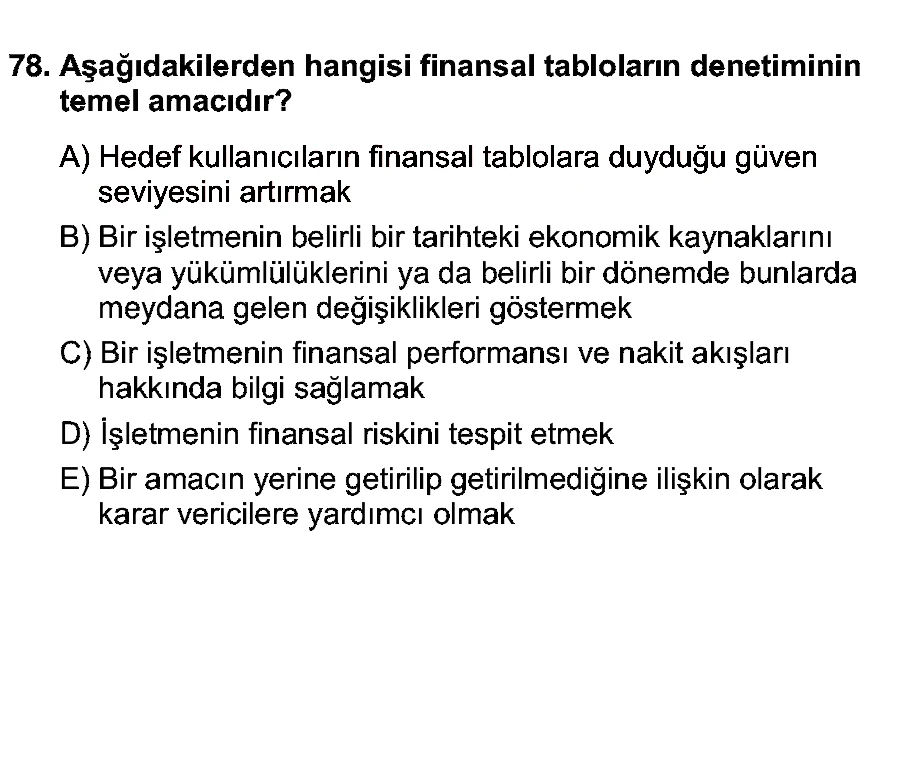 78. Aşağıdakilerden hangisi finansal tabloların denetiminin
temel amacıdır?
A) Hedef kullanıcıların finansal tablolara duyduğu güven
seviyesini artırmak
B) Bir işletmenin belirli bir tarihteki ekonomik kaynaklarını
veya yükümlülüklerini ya da belirli bir dönemde bunlarda
meydana gelen değişiklikleri göstermek
C) Bir işletmenin finansal performansı ve nakit akışları
hakkında bilgi sağlamak
D) İşletmenin finansal riskini tespit etmek
E) Bir amacın yerine getirilip getirilmediğine ilişkin olarak
karar vericilere yardımcı olmak